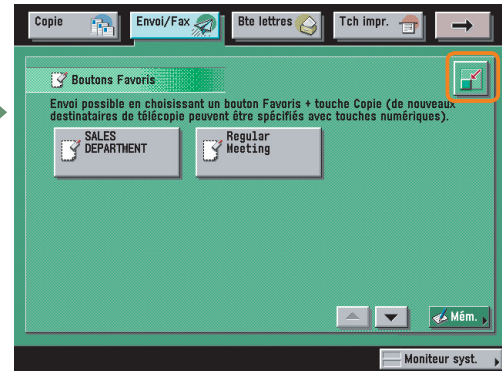 Copie
Envoi/Fax
Bte lettres
Tch impr.
Boutons Favoris
Envoi possible en choisissant un bouton Favoris + touche Copie (de nouveaux
destinataires de télécopie peuvent être spécifiés avec touches numériques).
SALES
DEPARTMENT
Regular
Meeting
Mém.
Moniteur syst.